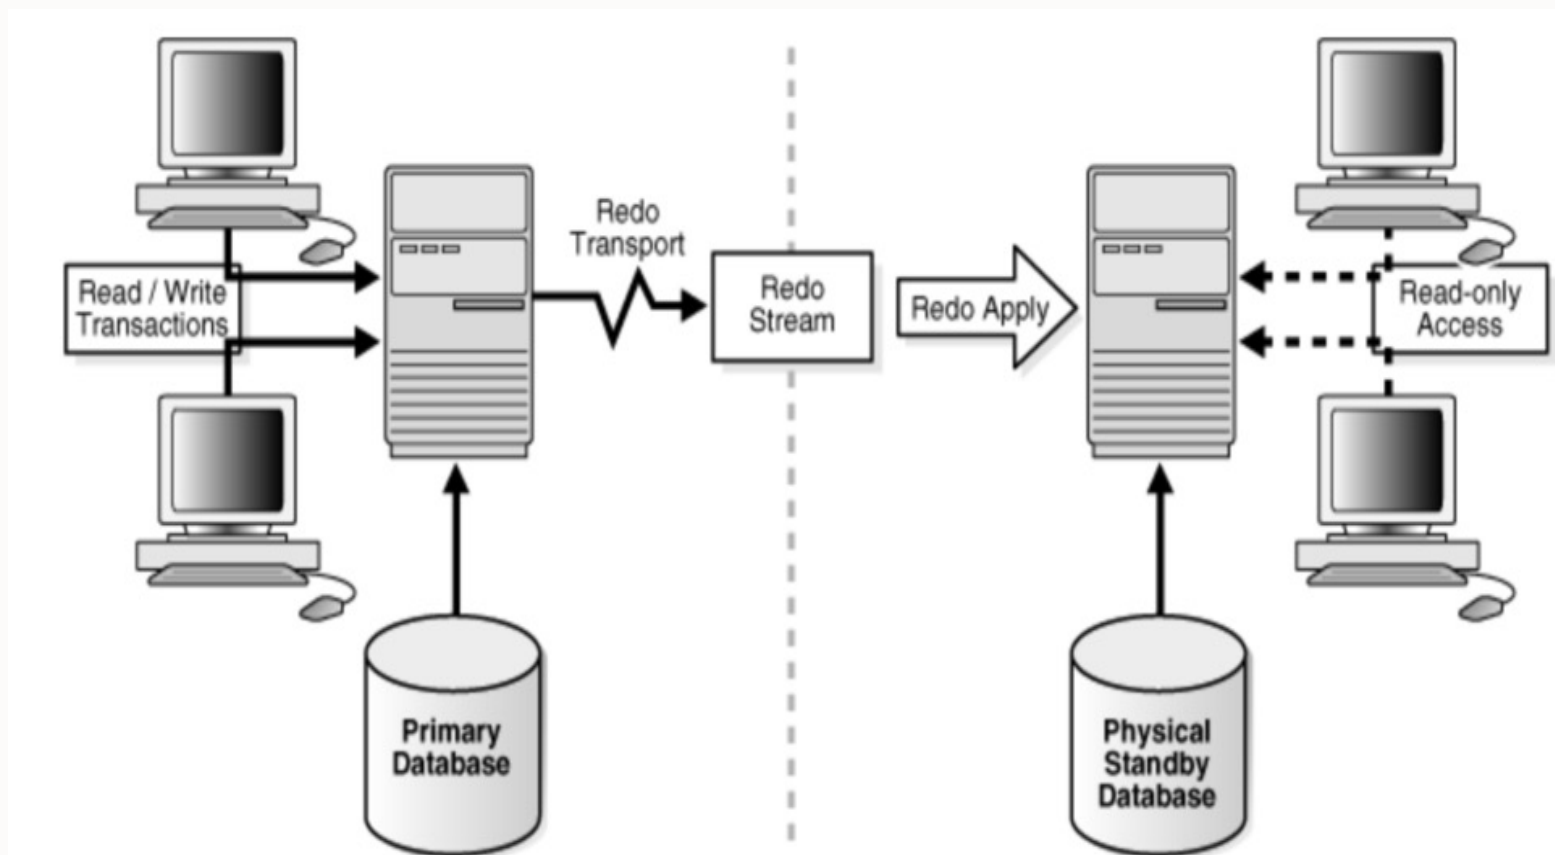 Redo
Transport
Read / Write
Transactions
Redo
Stream
Redo Apply
Read-only
Access
Primary
Database
Physical
Standby
Database